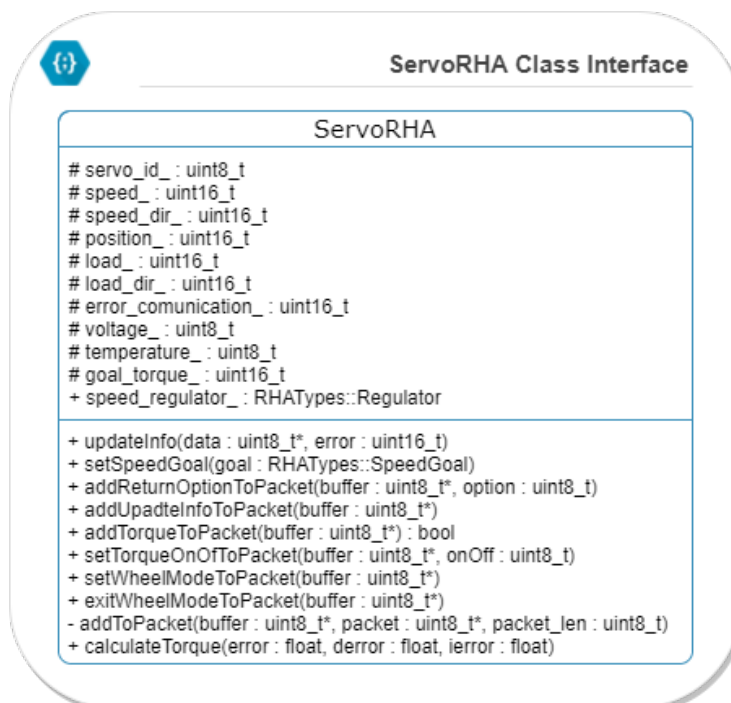 {;}
ServoRHA Class Interface
ServoRHA
# servo_id_ : uint8_t
# speed_ : uint16_t
# speed_dir_ : uint16_t
# position_ : uint16_t
# load_ : uint16_t
# load_dir_ : uint16_t
# error_comunication_ : uint16_t
# voltage_ : uint8_t
# temperature_ : uint8_t
# goal_torque_ : uint16_t
+ speed_regulator_ : RHATypes::Regulator
+ updateInfo(data : uint8_t*, error : uint16_t)
+ setSpeedGoal(goal : RHATypes::SpeedGoal)
+ addReturnOptionToPacket(buffer : uint8_t*, option : uint8_t)
+ addUpadteInfoToPacket(buffer : uint8_t*)
+ addTorqueToPacket(buffer : uint8_t*) : bool
+ setTorqueOnOfToPacket(buffer : uint8_t*, onOff : uint8_t)
+ setWheelModeToPacket(buffer : uint8_t*)
+ exitWheelModeToPacket(buffer : uint8_t*)
- addToPacket(buffer : uint8_t*, packet : uint8_t*, packet_len : uint8_t)
+ calculateTorque(error : float, derror : float, ierror : float)